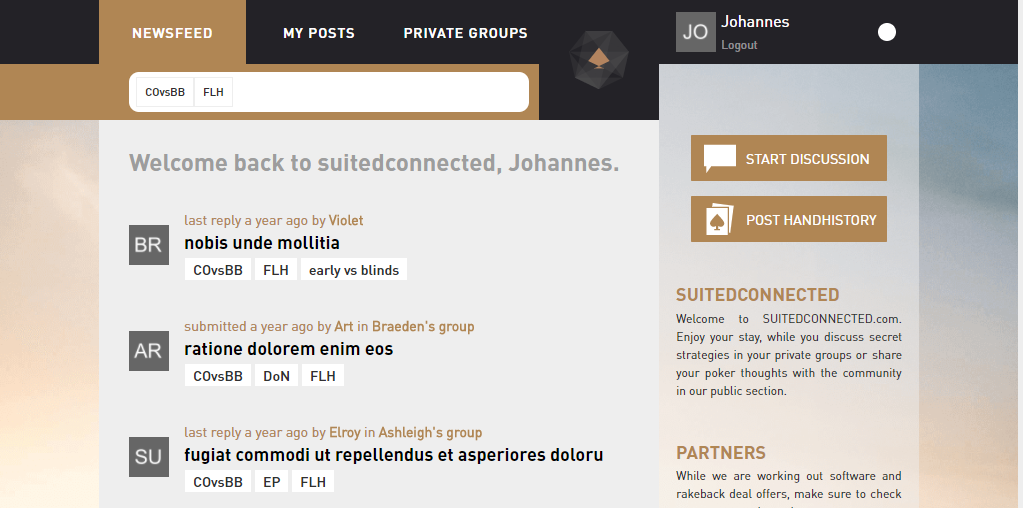 NEWSFEED
MY POSTS
PRIVATE GROUPS
JO
Johannes
Logout
COvsBB
FLH
Welcome back to suitedconnected, Johannes.
BR
last reply a year ago by Violet
nobis unde mollitia
COvsBB FLH early vs blinds
AR
submitted a year ago by Art in Braeden's group
ratione dolorem enim eos
COvsBB DoN FLH
SU
last reply a year ago by Elroy in Ashleigh's group
fugiat commodi ut repellendus et asperiores doloru
COvsBB EP FLH
START DISCUSSION
POST HANDHISTORY
SUITEDCONNECTED
Welcome to SUITEDCONNECTED.com.
Enjoy your stay, while you discuss secret
strategies in your private groups or share
your poker thoughts with the community
in our public section.
PARTNERS
While we are working out software and
rakeback deal offers, make sure to check